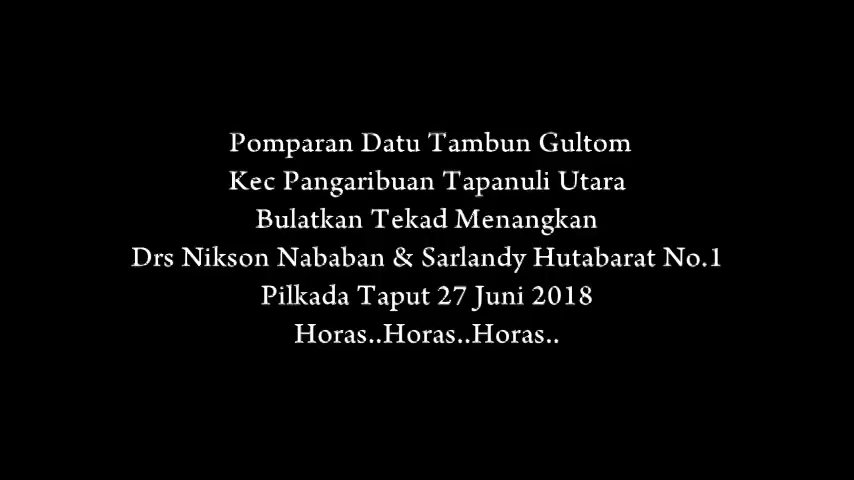 Pomparan Datu Tambun Gultom
Kec Pangaribuan Tapanuli Utara
Bulatkan Tekad Menangkan
Drs Nikson Nababan & Sarlandy Hutabarat No.1
Pilkada Taput 27 Juni 2018
Horas..Horas..Horas..